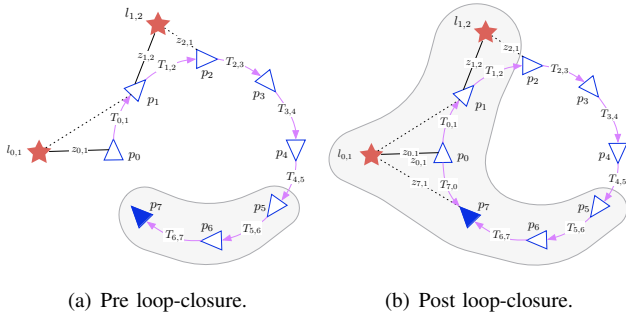 l1,2
z2,1
z1,2
T1,2
p2
T2,3
p3
p1
T3,4
T0,1
l0,1
z0,1
p0
p4
T4,5
p7
p5
p6
T5,6
T6,7
(a) Pre loop-closure.
l1,2
z2,1
z1,2
T1,2
p2
T2,3
p3
p1
T3,4
T0,1
l0,1
z0,1
z0,1
p0
p4
z7,1
T7,0
T4,5
p7
p5
p6
T5,6
T6,7
(b) Post loop-closure.